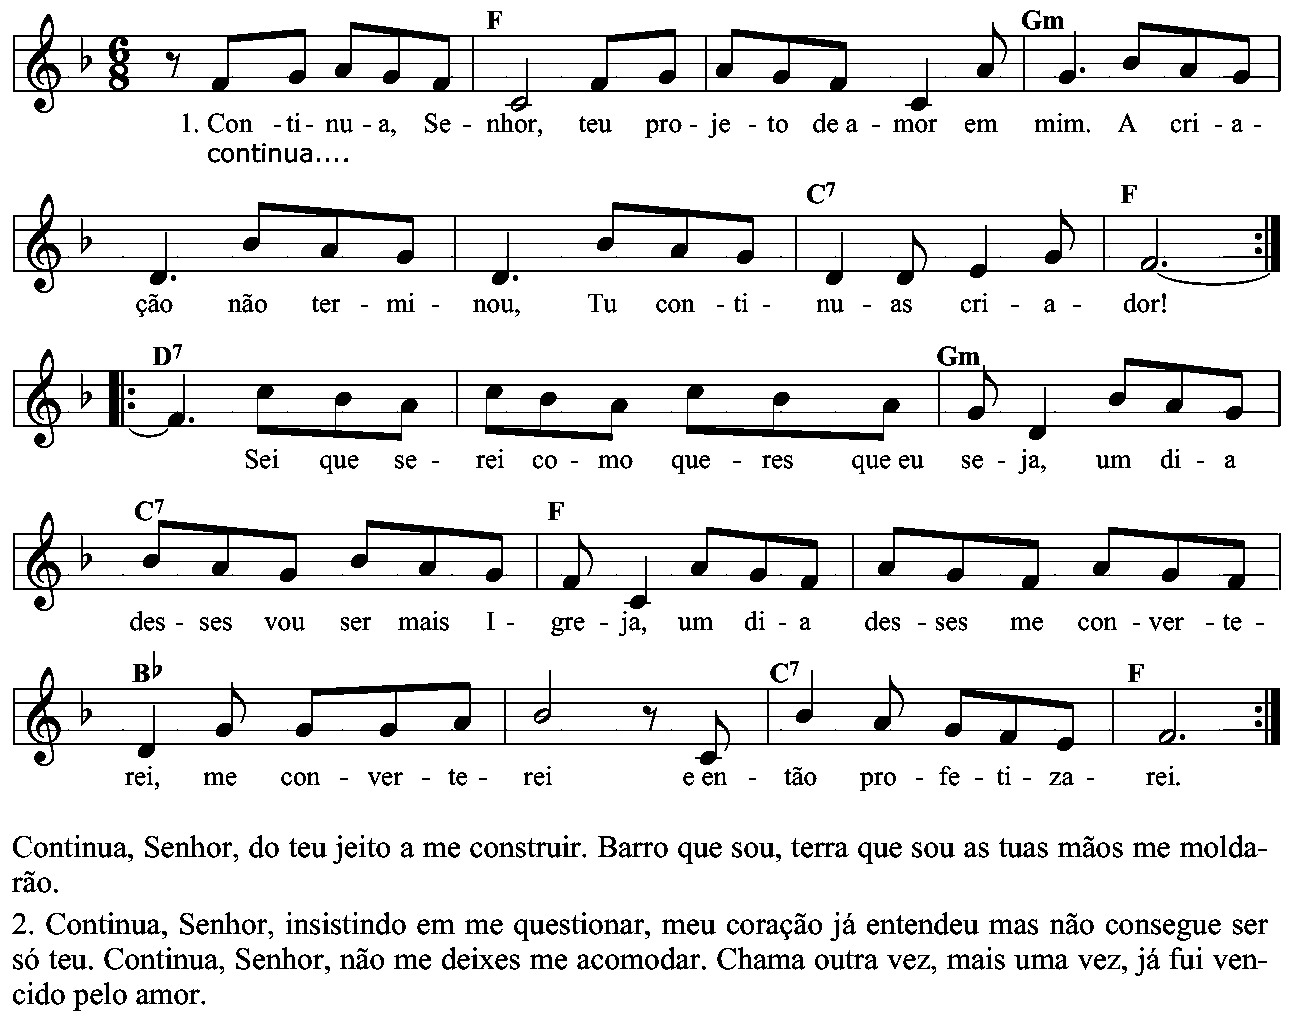 F Gm
6
8
1. Con - ti - nu - a, Se - nhor, teu pro - je - to de a - mor em mim. A cri - a -
continua....
C7 F
ção não ter - mi - nou, Tu con - ti - nu - as cri - a - dor!
D7 Gm
Sei que se - rei co - mo que - res que eu se - ja, um di - a
C7 F
des - ses vou ser mais I - gre - ja, um di - a des - ses me con - ver - te -
B♭ C7 F
rei, me con - ver - te - rei e en - tão pro - fe - ti - za - rei.
Continua, Senhor, do teu jeito a me construir. Barro que sou, terra que sou as tuas mãos me molda-
rão.
2. Continua, Senhor, insistindo em me questionar, meu coração já entendeu mas não consegue ser
só teu. Continua, Senhor, não me deixes me acomodar. Chama outra vez, mais uma vez, já fui ven-
cido pelo amor.